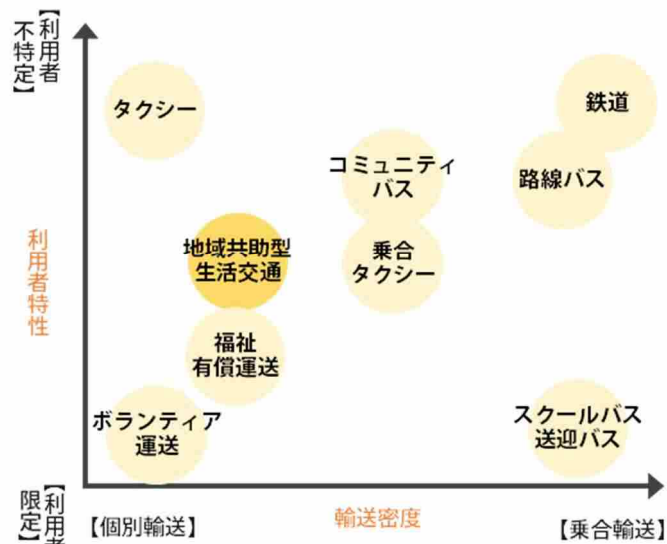 【利用者
不特定】
タクシー
鉄道
コミュニティ
バス
路線バス
利用者特性
地域共助型
生活交通
乗合
タクシー
福祉
有償運送
ボランティア
運送
スクールバス
送迎バス
【利用者
限定】
【個別輸送】
輸送密度
【乗合輸送】